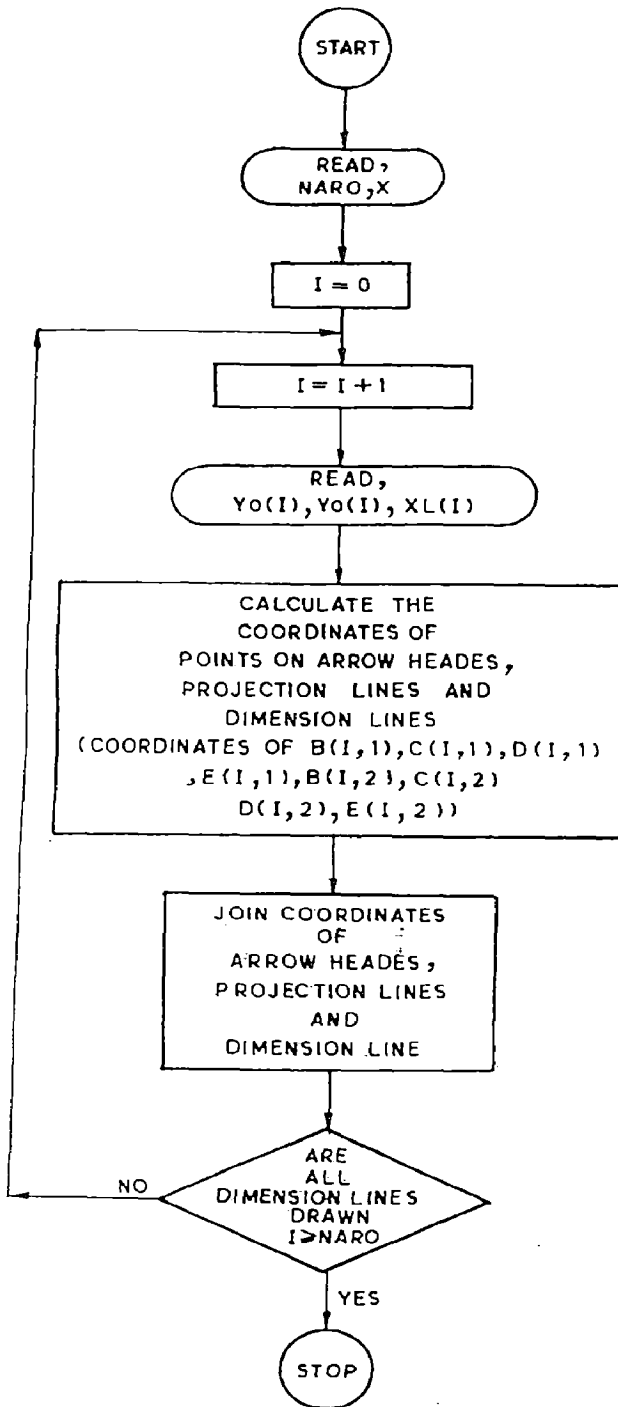 START
READ,
NARO,X
I = 0
I = I + 1
READ,
Yo(I),Yo(I), XL(I)
CALCULATE THE
COORDINATES OF
POINTS ON ARROW HEADES,
PROJECTION LINES AND
DIMENSION LINES
(COORDINATES OF B(I,1),C(I,1),D(I,1)
,E(I,1),B(I,2),C(I,2)
D(I,2),E(I,2))
JOIN COORDINATES
OF
ARROW HEADES,
PROJECTION LINES
AND
DIMENSION LINE
ARE
ALL
DIMENSION LINES
DRAWN
I≥NARO
NO
YES
STOP